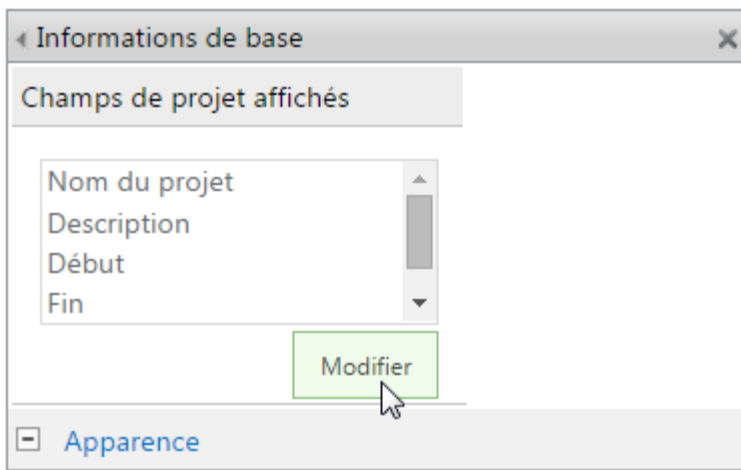 Informations de base
Champs de projet affichés
Nom du projet
Description
Début
Fin
Modifier
Apparence